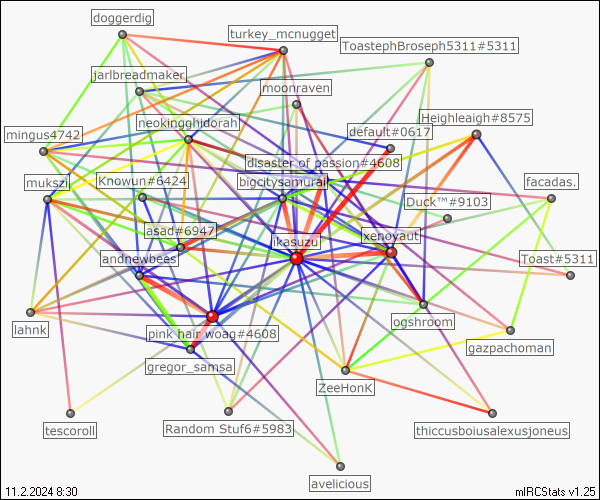 doggerdig
turkey_mcnugget
ToastephBroseph5311#5311
jarlbreadmaker
moonraven
Heighleaigh#8575
neokingghidorah
default#0617
mingus4742
disaster of passion#4608
mukszi
Knowun#6424
bigcitysamurai
facadas.
Duck™#9103
asad#6947
ikasuzu
xenoyaut
andnewbees
Toast#5311
lahnk
pink hair woao#4608
ogshroom
gazpachoman
gregor_samsa
ZeeHonK
tescoroll
Random Stuf6#5983
thiccusboiusalexusjoneus
avelicious
11.2.2024 8:30
mIRCStats v1.25